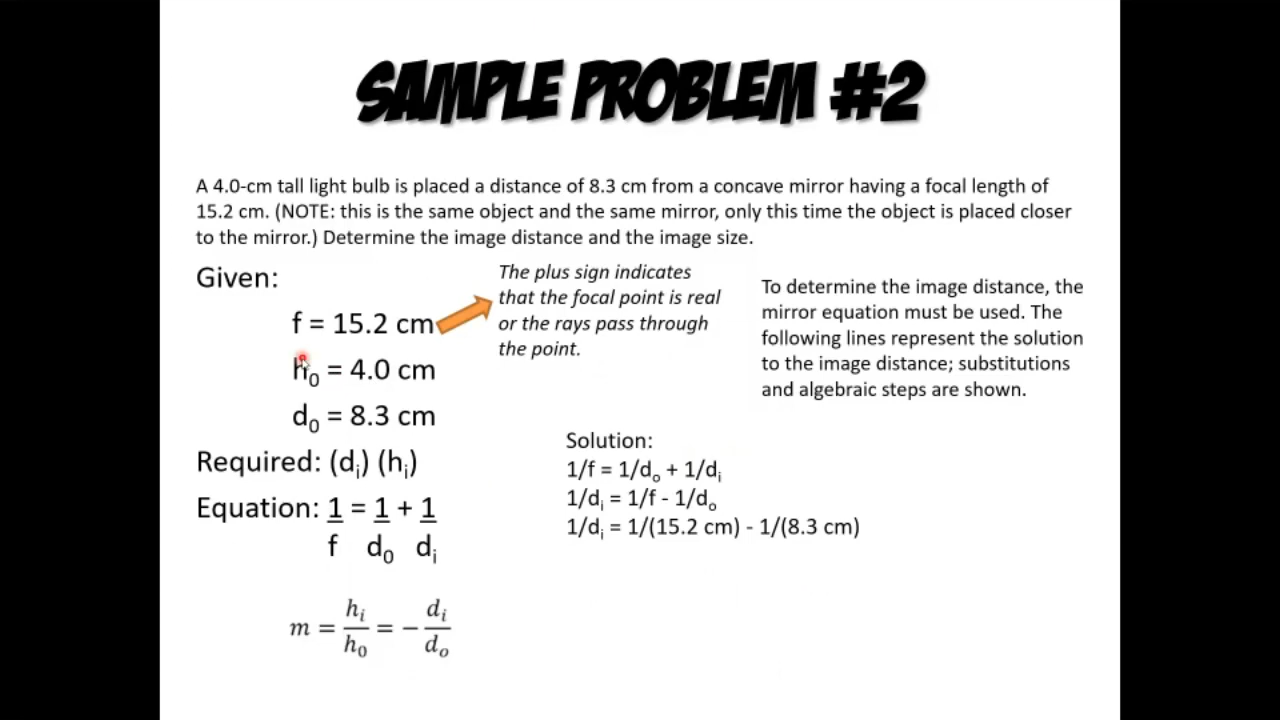 SAMPLE PROBLEM #2
A 4.0-cm tall light bulb is placed a distance of 8.3 cm from a concave mirror having a focal length of
15.2 cm. (NOTE: this is the same object and the same mirror, only this time the object is placed closer
to the mirror.) Determine the image distance and the image size.
Given:
f = 15.2 cm
h₀ = 4.0 cm
d₀ = 8.3 cm
Required: (dᵢ) (hᵢ)
Equation: 1 = 1 + 1
f d₀ dᵢ
m = hᵢ/h₀ = − dᵢ/dₒ
The plus sign indicates
that the focal point is real
or the rays pass through
the point.
To determine the image distance, the
mirror equation must be used. The
following lines represent the solution
to the image distance; substitutions
and algebraic steps are shown.
Solution:
1/f = 1/dₒ + 1/dᵢ
1/dᵢ = 1/f - 1/dₒ
1/dᵢ = 1/(15.2 cm) - 1/(8.3 cm)